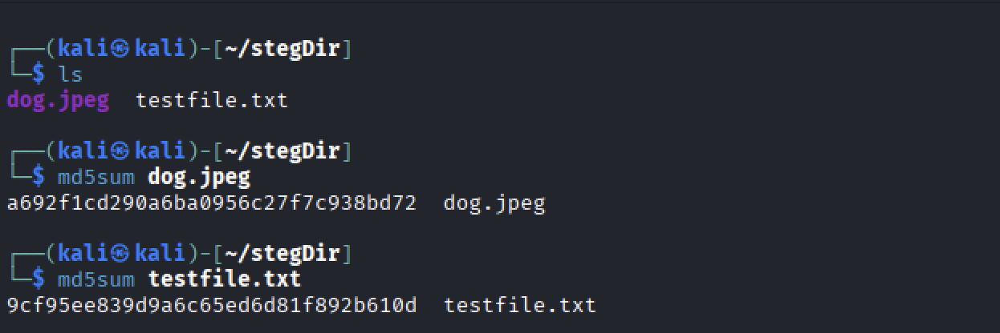 ┌──(kali㉿kali)-[~/stegDir]
└─$ ls
dog.jpeg  testfile.txt
┌──(kali㉿kali)-[~/stegDir]
└─$ md5sum dog.jpeg
a692f1cd290a6ba0956c27f7c938bd72  dog.jpeg
┌──(kali㉿kali)-[~/stegDir]
└─$ md5sum testfile.txt
9cf95ee839d9a6c65ed6d81f892b610d  testfile.txt